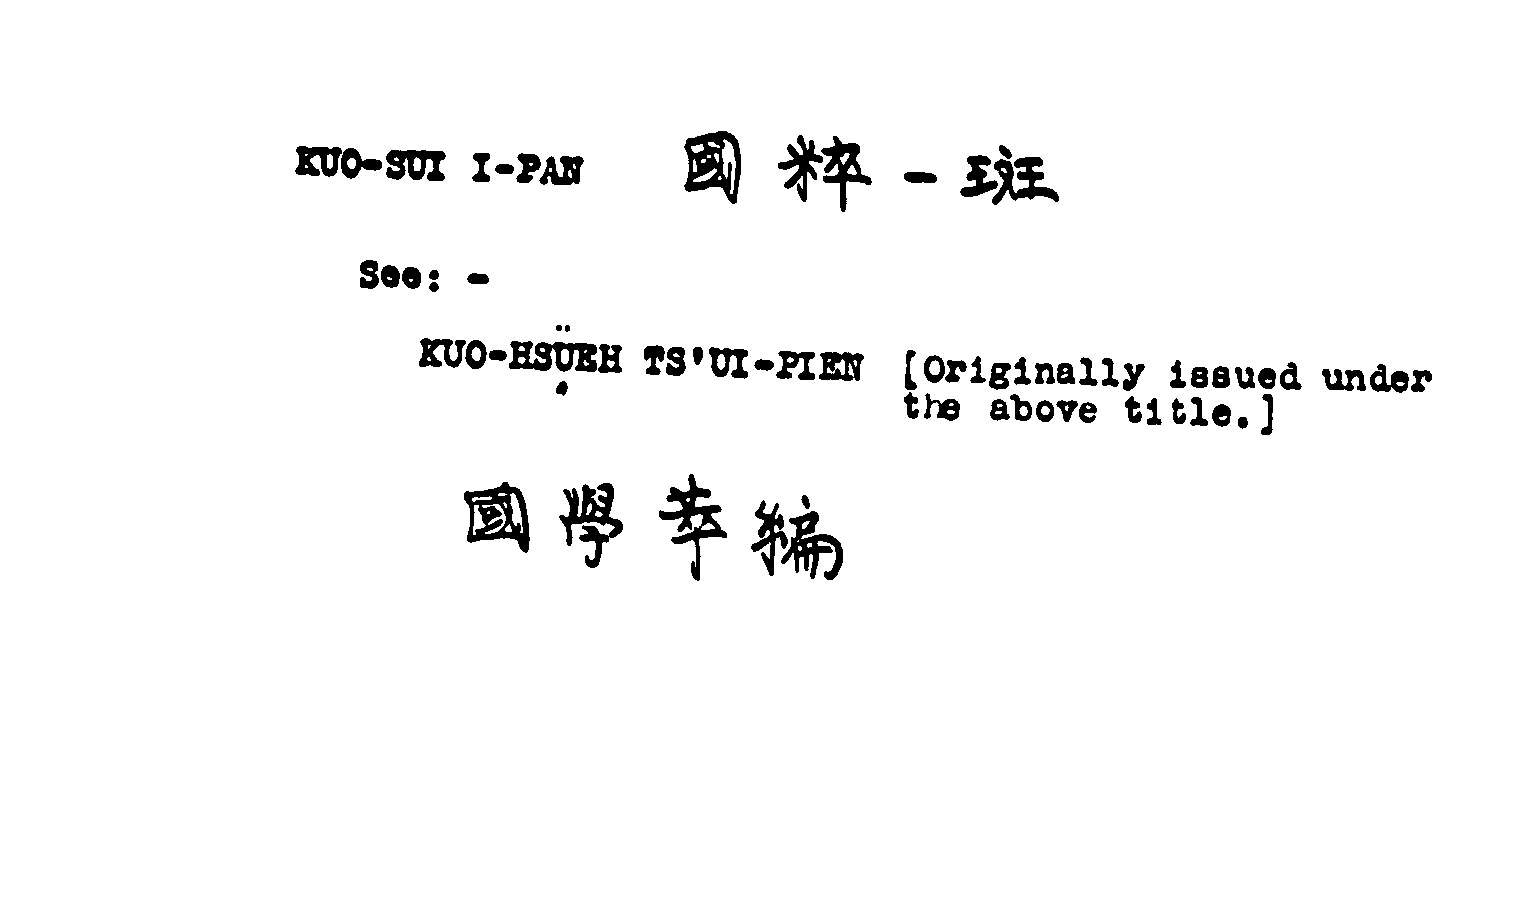 KUO-SUI I-PAN 國粹一斑
See: -
KUO-HSÜEH TS'UI-PIEN [Originally issued under
the above title.]
國學萃編